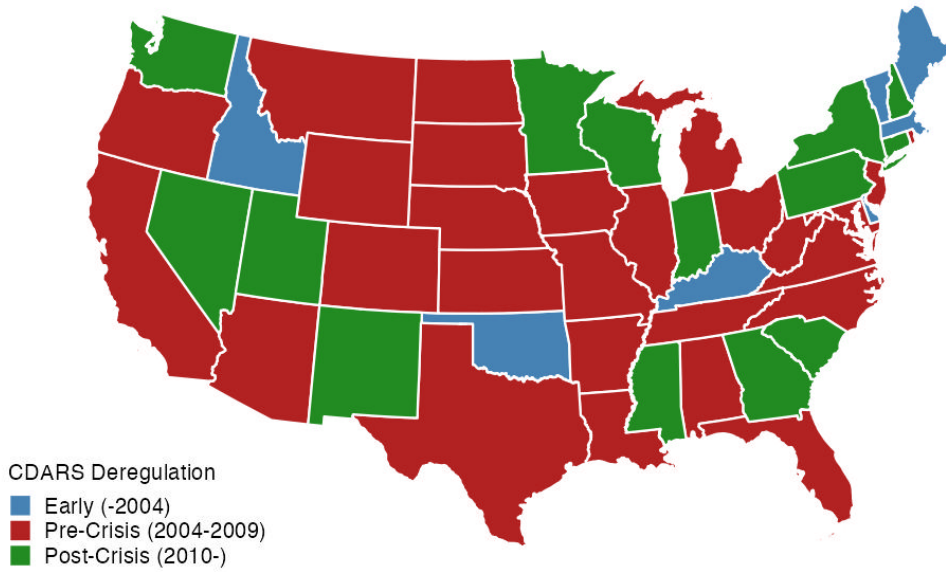 CDARS Deregulation
Early (-2004)
Pre-Crisis (2004-2009)
Post-Crisis (2010-)